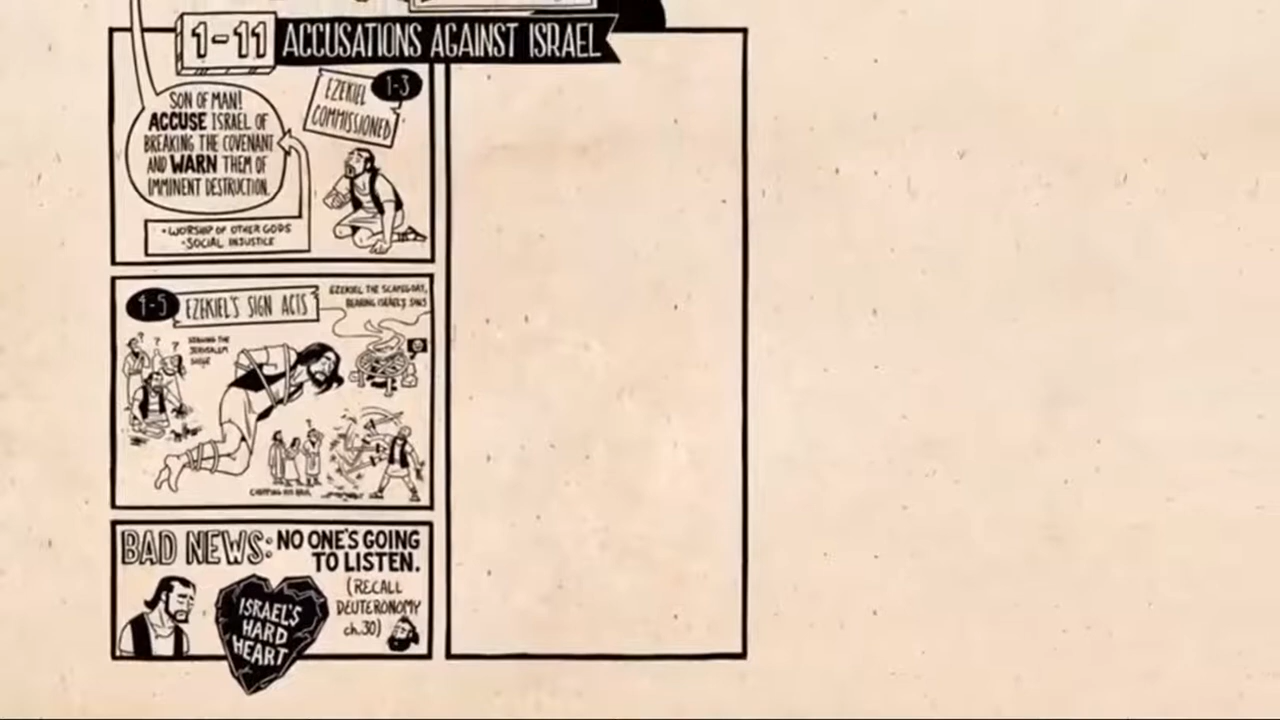 1-11 ACCUSATIONS AGAINST ISRAEL
SON OF MAN!
ACCUSE ISRAEL OF
BREAKING THE COVENANT
AND WARN THEM OF
IMMINENT DESTRUCTION.
• WORSHIP OF OTHER GODS
• SOCIAL INJUSTICE
EZEKIEL
COMMISSIONED
1-3
4-5 EZEKIEL'S SIGN ACTS
EZEKIEL THE SCAPEGOAT,
BEARING ISRAEL'S SINS
? ? ?
JERUSALEM
SIEGE
?
CHOPPING HIS HAIR
BAD NEWS: NO ONE'S GOING
TO LISTEN.
(RECALL
DEUTERONOMY
ch.30)
ISRAEL'S
HARD
HEART